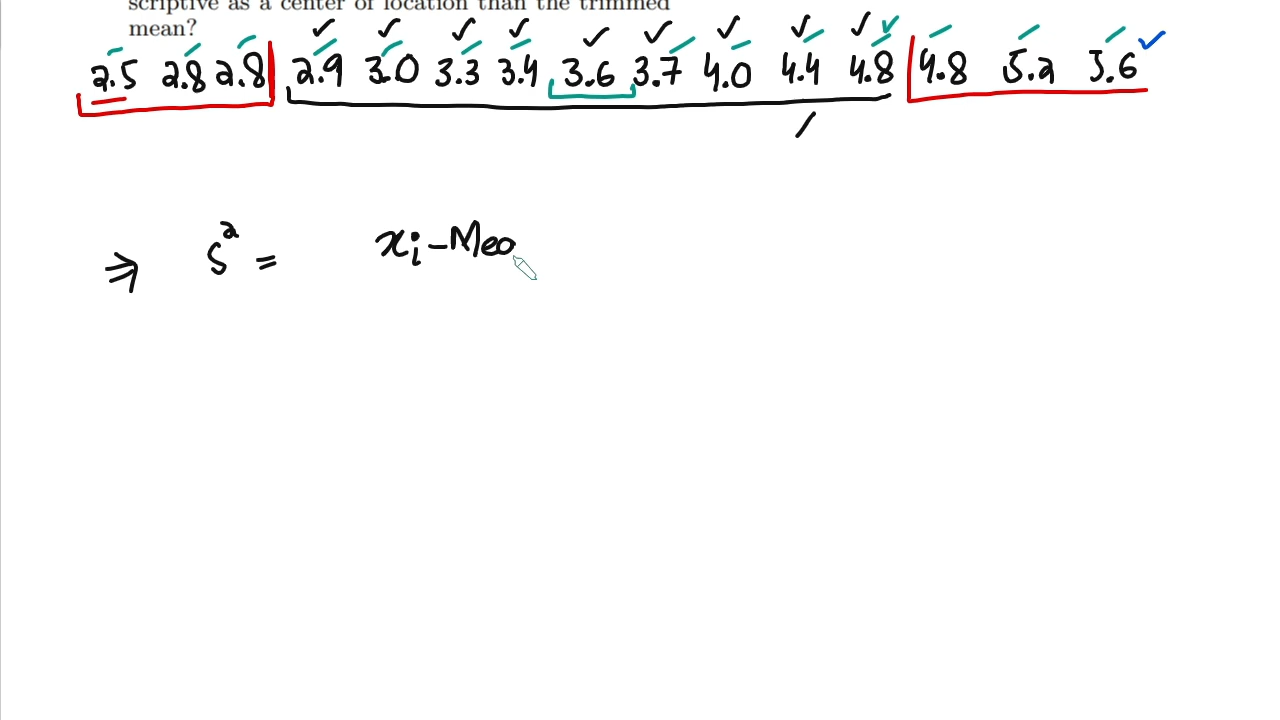 scriptive as a center of location than the trimmed
mean?
2.5 2.8 2.8 2.9 3.0 3.3 3.4 3.6 3.7 4.0 4.4 4.8 4.8 5.2 5.6
⇒ s² = xi-Mea